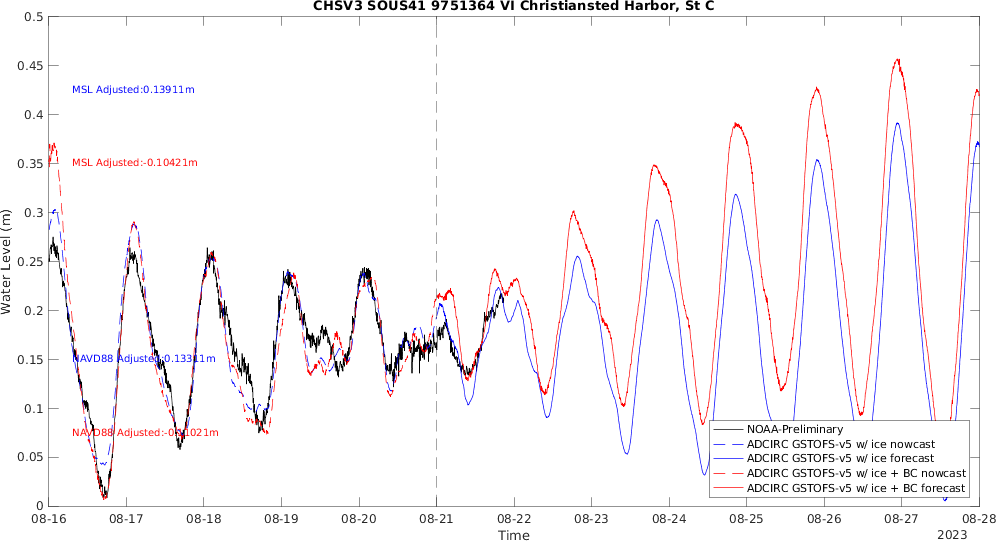 CHSV3 SOUS41 9751364 VI Christiansted Harbor, St C
0.5
0.45
0.4
0.35
0.3
0.25
0.2
0.15
0.1
0.05
0
Water Level (m)
MSL Adjusted:0.13911m
MSL Adjusted:-0.10421m
NAVD88 Adjusted:0.13311m
NAVD88 Adjusted:-0.11021m
NOAA-Preliminary
ADCIRC GSTOFS-v5 w/ ice nowcast
ADCIRC GSTOFS-v5 w/ ice forecast
ADCIRC GSTOFS-v5 w/ ice + BC nowcast
ADCIRC GSTOFS-v5 w/ ice + BC forecast
08-16 08-17 08-18 08-19 08-20 08-21 08-22 08-23 08-24 08-25 08-26 08-27 08-28
Time
2023